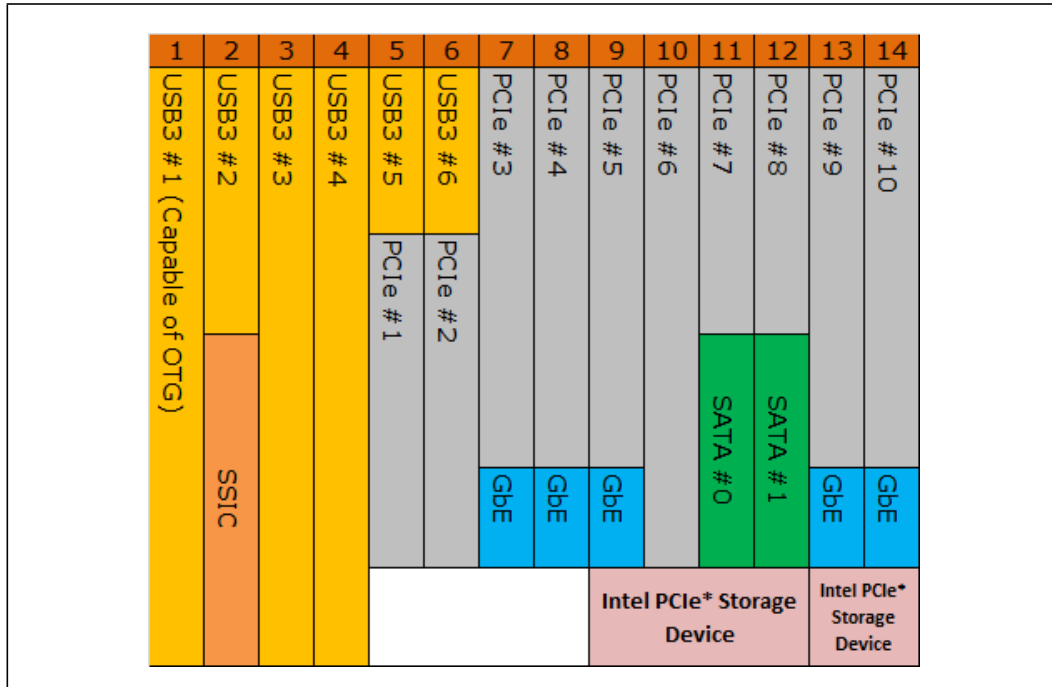 1 2 3 4 5 6 7 8 9 10 11 12 13 14
USB3 #1 (Capable of OTG)
USB3 #2
SSIC
USB3 #3
USB3 #4
USB3 #5
PCIe #1
USB3 #6
PCIe #2
PCIe #3
GbE
PCIe #4
GbE
PCIe #5
GbE
PCIe #6
PCIe #7
SATA #0
PCIe #8
SATA #1
PCIe #9
GbE
PCIe #10
GbE
Intel PCIe* Storage
Device
Intel PCIe*
Storage
Device